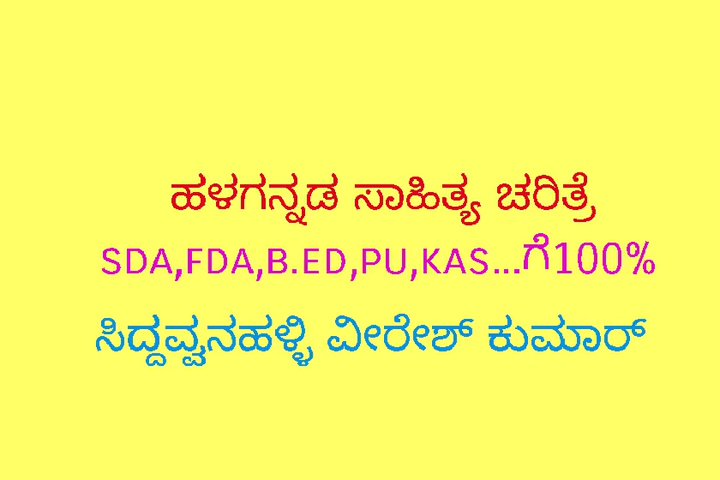 ಹಳಗನ್ನಡ ಸಾಹಿತ್ಯ ಚರಿತ್ರೆ
SDA,FDA,B.ED,PU,KAS...ಗೆ100%
ಸಿದ್ದವ್ವನಹಳ್ಳಿ ವೀರೇಶ್ ಕುಮಾರ್